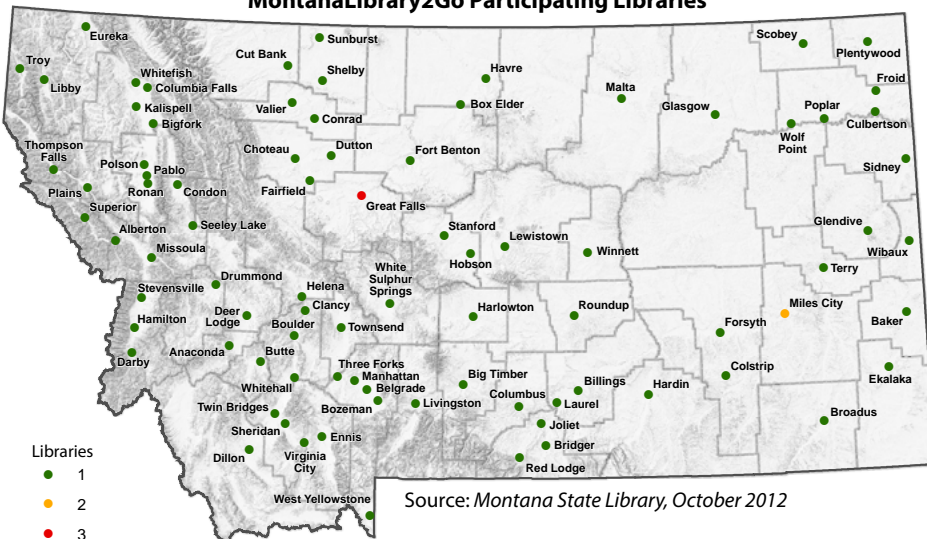 MontanaLibrary2Go Participating Libraries
Eureka
Sunburst
Scobey
Plentywood
Cut Bank
Troy
Libby
Whitefish
Columbia Falls
Shelby
Havre
Malta
Froid
Kalispell
Valier
Box Elder
Glasgow
Poplar
Bigfork
Conrad
Culbertson
Wolf
Point
Thompson
Falls
Choteau
Dutton
Fort Benton
Polson
Pablo
Sidney
Plains
Ronan
Condon
Fairfield
Great Falls
Superior
Alberton
Seeley Lake
Stanford
Lewistown
Glendive
Missoula
Hobson
Winnett
Wibaux
Terry
White
Sulphur
Springs
Drummond
Stevensville
Helena
Clancy
Harlowton
Roundup
Miles City
Hamilton
Deer
Lodge
Boulder
Townsend
Forsyth
Baker
Darby
Anaconda
Butte
Three Forks
Manhattan
Belgrade
Big Timber
Billings
Hardin
Colstrip
Ekalaka
Whitehall
Bozeman
Livingston
Columbus
Laurel
Twin Bridges
Broadus
Sheridan
Ennis
Joliet
Dillon
Virginia
City
Bridger
Red Lodge
West Yellowstone
Libraries
1
2
3
Source: Montana State Library, October 2012